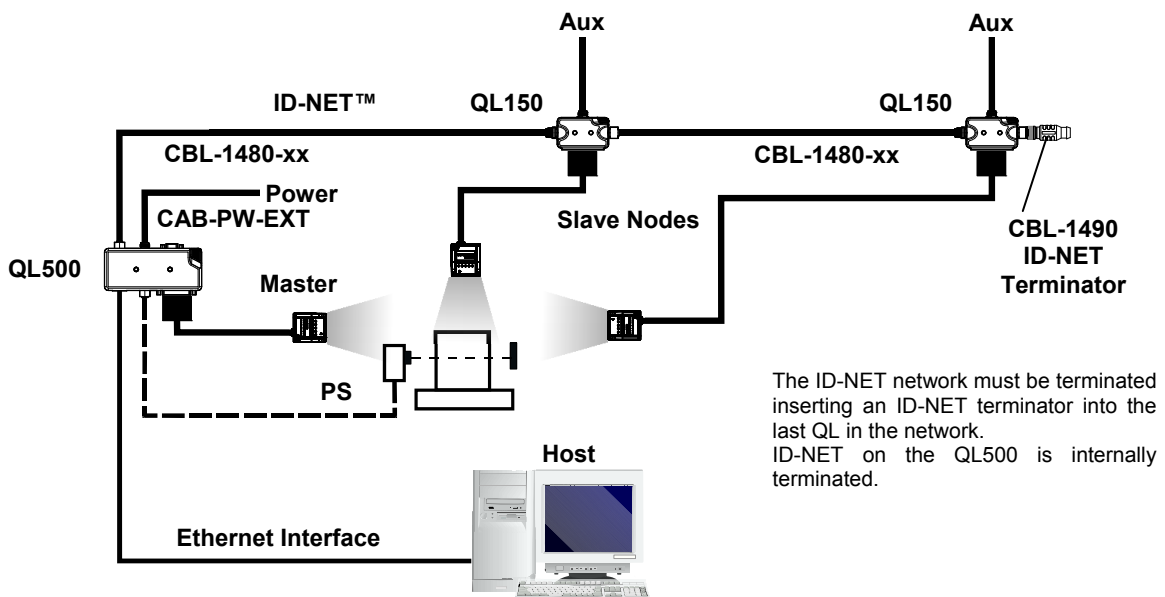 Aux
Aux
ID-NET™
QL150
QL150
CBL-1480-xx
CBL-1480-xx
Power
CAB-PW-EXT
Slave Nodes
CBL-1490
ID-NET
Terminator
QL500
Master
PS
The ID-NET network must be terminated
inserting an ID-NET terminator into the
last QL in the network.
ID-NET on the QL500 is internally
terminated.
Host
Ethernet Interface